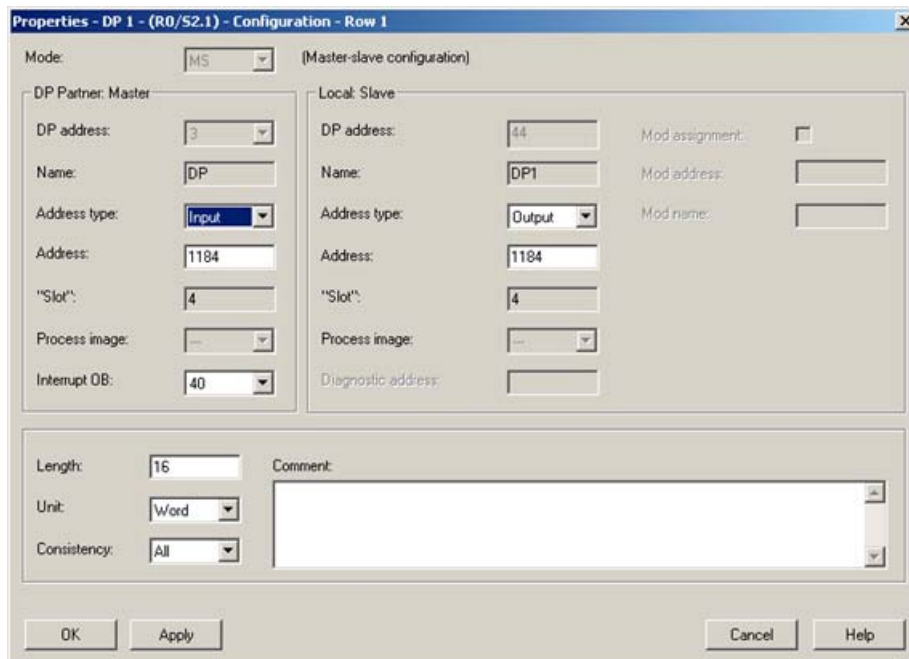 Properties - DP 1 - (R0/S2.1) - Configuration - Row 1
Mode: MS (Master-slave configuration)
DP Partner: Master
DP address: 3
Name: DP
Address type: Input
Address: 1184
"Slot": 4
Process image: ---
Interrupt OB: 40
Local: Slave
DP address: 44
Name: DP1
Address type: Output
Address: 1184
"Slot": 4
Process image: ---
Diagnostic address:
Mod assignment:
Mod address:
Mod name:
Length: 16
Unit: Word
Consistency: All
Comment:
OK Apply Cancel Help